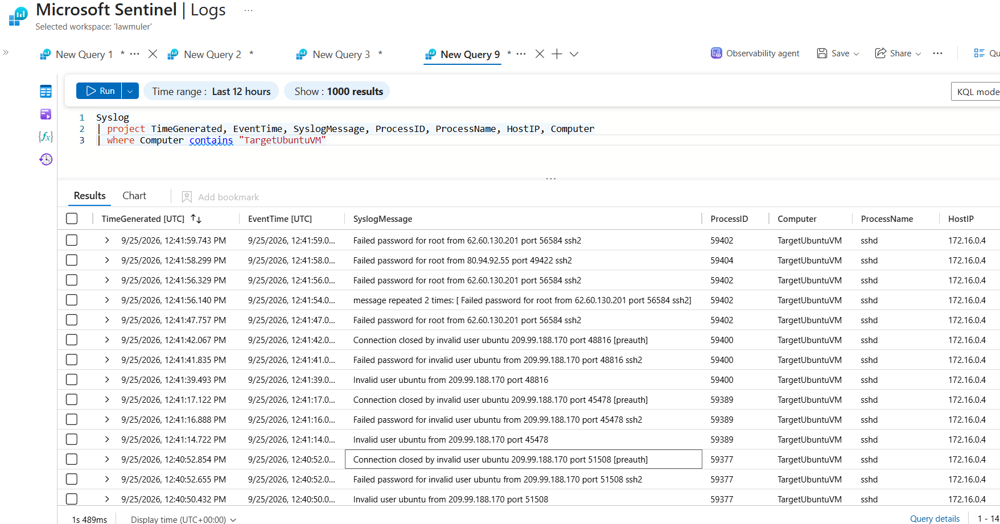 Microsoft Sentinel | Logs ...
Selected workspace: 'lawmuler'
New Query 1 * ... New Query 2 * New Query 3 * New Query 9 * ...
Observability agent Save Share ... Qu
Run Time range : Last 12 hours Show : 1000 results KQL mode
1 Syslog
2 | project TimeGenerated, EventTime, SyslogMessage, ProcessID, ProcessName, HostIP, Computer
3 | where Computer contains "TargetUbuntuVM"
{fx}
...
Results Chart Add bookmark
TimeGenerated [UTC] EventTime [UTC] SyslogMessage ProcessID Computer ProcessName HostIP
9/25/2026, 12:41:59.743 PM 9/25/2026, 12:41:59.0... Failed password for root from 62.60.130.201 port 56584 ssh2 59402 TargetUbuntuVM sshd 172.16.0.4
9/25/2026, 12:41:58.299 PM 9/25/2026, 12:41:58.0... Failed password for root from 80.94.92.55 port 49422 ssh2 59404 TargetUbuntuVM sshd 172.16.0.4
9/25/2026, 12:41:56.329 PM 9/25/2026, 12:41:56.0... Failed password for root from 62.60.130.201 port 56584 ssh2 59402 TargetUbuntuVM sshd 172.16.0.4
9/25/2026, 12:41:56.140 PM 9/25/2026, 12:41:54.0... message repeated 2 times: [ Failed password for root from 62.60.130.201 port 56584 ssh2] 59402 TargetUbuntuVM sshd 172.16.0.4
9/25/2026, 12:41:47.757 PM 9/25/2026, 12:41:47.0... Failed password for root from 62.60.130.201 port 56584 ssh2 59402 TargetUbuntuVM sshd 172.16.0.4
9/25/2026, 12:41:42.067 PM 9/25/2026, 12:41:42.0... Connection closed by invalid user ubuntu 209.99.188.170 port 48816 [preauth] 59400 TargetUbuntuVM sshd 172.16.0.4
9/25/2026, 12:41:41.835 PM 9/25/2026, 12:41:41.0... Failed password for invalid user ubuntu from 209.99.188.170 port 48816 ssh2 59400 TargetUbuntuVM sshd 172.16.0.4
9/25/2026, 12:41:39.493 PM 9/25/2026, 12:41:39.0... Invalid user ubuntu from 209.99.188.170 port 48816 59400 TargetUbuntuVM sshd 172.16.0.4
9/25/2026, 12:41:17.122 PM 9/25/2026, 12:41:17.0... Connection closed by invalid user ubuntu 209.99.188.170 port 45478 [preauth] 59389 TargetUbuntuVM sshd 172.16.0.4
9/25/2026, 12:41:16.888 PM 9/25/2026, 12:41:16.0... Failed password for invalid user ubuntu from 209.99.188.170 port 45478 ssh2 59389 TargetUbuntuVM sshd 172.16.0.4
9/25/2026, 12:41:14.722 PM 9/25/2026, 12:41:14.0... Invalid user ubuntu from 209.99.188.170 port 45478 59389 TargetUbuntuVM sshd 172.16.0.4
9/25/2026, 12:40:52.854 PM 9/25/2026, 12:40:52.0... Connection closed by invalid user ubuntu 209.99.188.170 port 51508 [preauth] 59377 TargetUbuntuVM sshd 172.16.0.4
9/25/2026, 12:40:52.655 PM 9/25/2026, 12:40:52.0... Failed password for invalid user ubuntu from 209.99.188.170 port 51508 ssh2 59377 TargetUbuntuVM sshd 172.16.0.4
9/25/2026, 12:40:50.432 PM 9/25/2026, 12:40:50.0... Invalid user ubuntu from 209.99.188.170 port 51508 59377 TargetUbuntuVM sshd 172.16.0.4
1s 489ms Display time (UTC+00:00) Query details 1 - 14